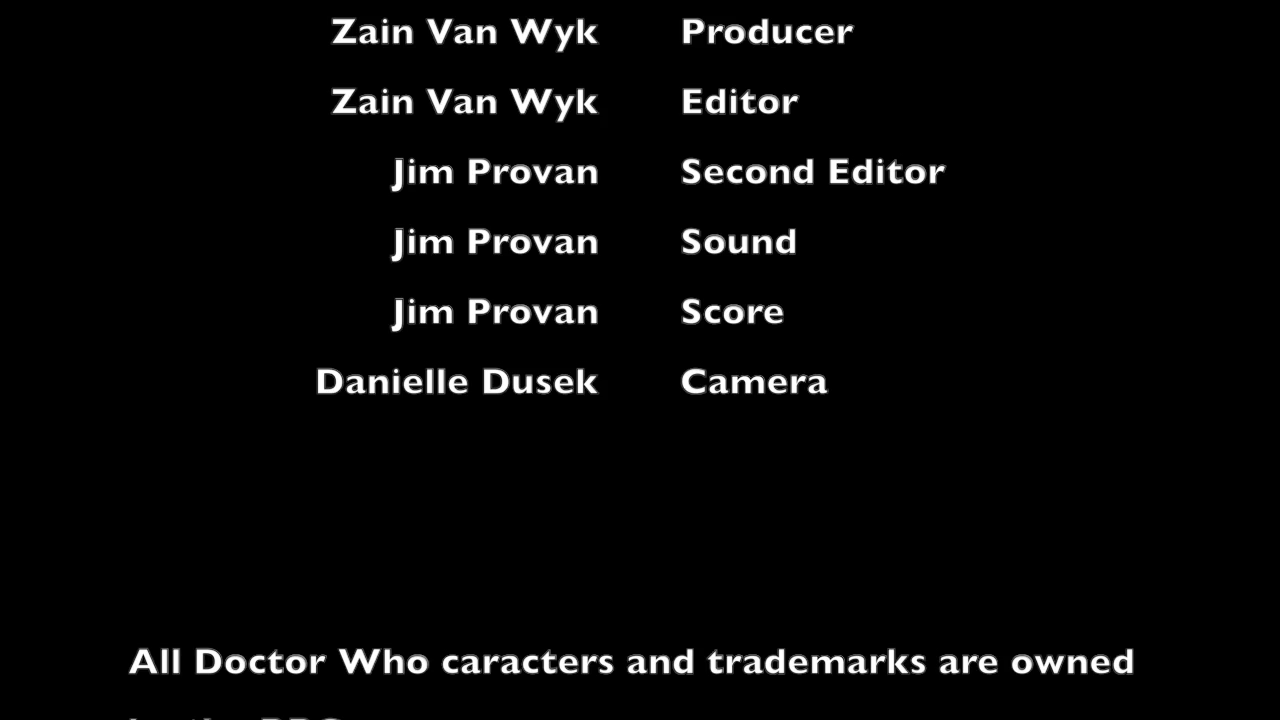 Zain Van Wyk Producer
Zain Van Wyk Editor
Jim Provan Second Editor
Jim Provan Sound
Jim Provan Score
Danielle Dusek Camera
All Doctor Who caracters and trademarks are owned